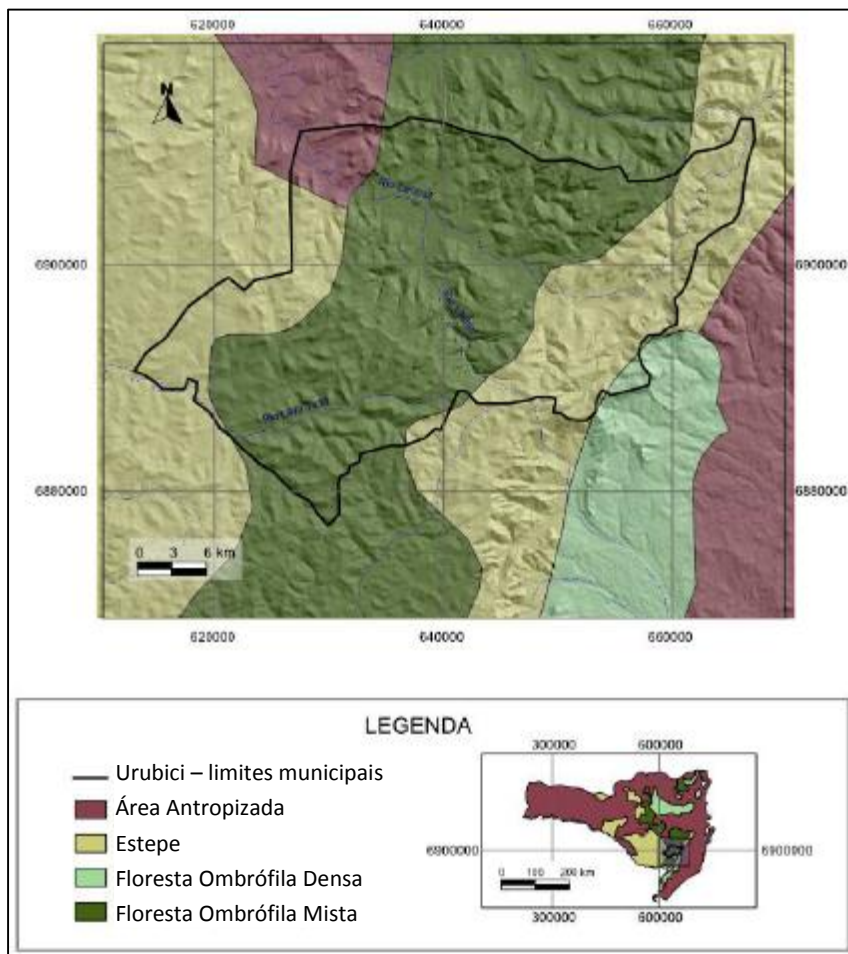 620000 640000 660000
N
6900000 6900000
6880000 6880000
0 3 6 km
620000 640000 660000
LEGENDA
Urubici – limites municipais
Área Antropizada
Estepe
Floresta Ombrófila Densa
Floresta Ombrófila Mista
300000 600000
6900000 6900000
0 100 200 km
300000 600000